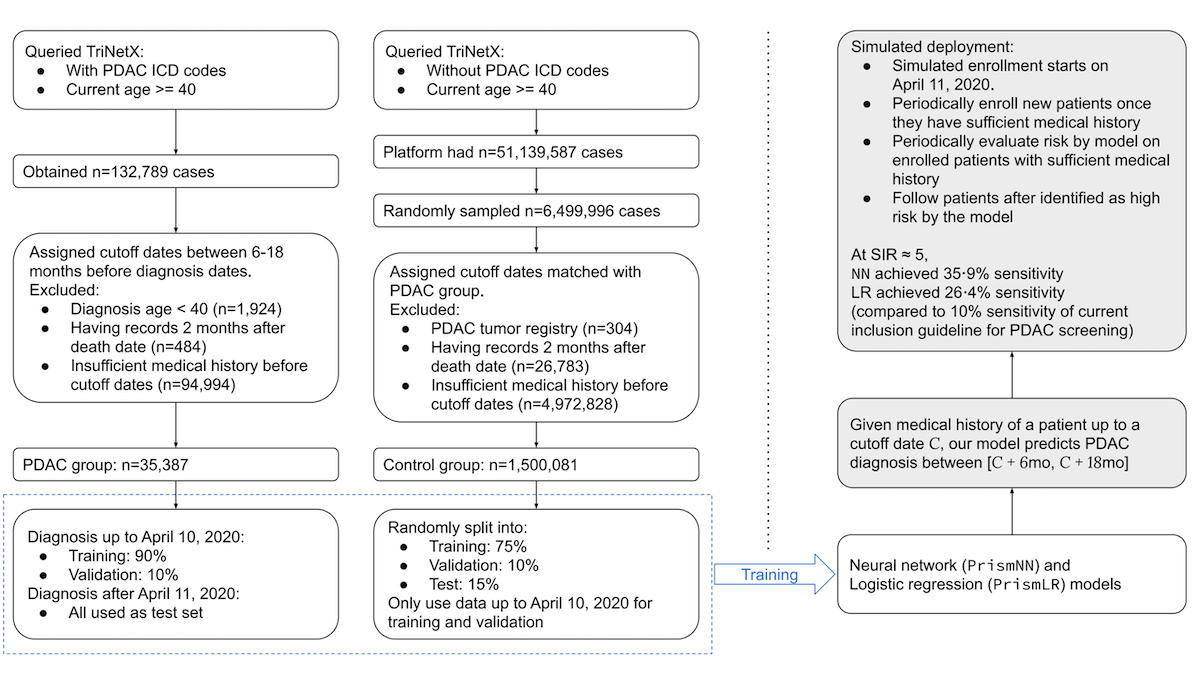 Queried TriNetX:
● With PDAC ICD codes
● Current age >= 40
Obtained n=132,789 cases
Assigned cutoff dates between 6-18
months before diagnosis dates.
Excluded:
● Diagnosis age < 40 (n=1,924)
● Having records 2 months after
death date (n=484)
● Insufficient medical history before
cutoff dates (n=94,994)
PDAC group: n=35,387
Diagnosis up to April 10, 2020:
● Training: 90%
● Validation: 10%
Diagnosis after April 11, 2020:
● All used as test set
Queried TriNetX:
● Without PDAC ICD codes
● Current age >= 40
Platform had n=51,139,587 cases
Randomly sampled n=6,499,996 cases
Assigned cutoff dates matched with
PDAC group.
Excluded:
● PDAC tumor registry (n=304)
● Having records 2 months after
death date (n=26,783)
● Insufficient medical history before
cutoff dates (n=4,972,828)
Control group: n=1,500,081
Randomly split into:
● Training: 75%
● Validation: 10%
● Test: 15%
Only use data up to April 10, 2020 for
training and validation
Training
Neural network (PrismNN) and
Logistic regression (PrismLR) models
Given medical history of a patient up to a
cutoff date C, our model predicts PDAC
diagnosis between [C + 6mo, C + 18mo]
Simulated deployment:
● Simulated enrollment starts on
April 11, 2020.
● Periodically enroll new patients once
they have sufficient medical history
● Periodically evaluate risk by model on
enrolled patients with sufficient medical
history
● Follow patients after identified as high
risk by the model
At SIR ≈ 5,
NN achieved 35·9% sensitivity
LR achieved 26·4% sensitivity
(compared to 10% sensitivity of current
inclusion guideline for PDAC screening)